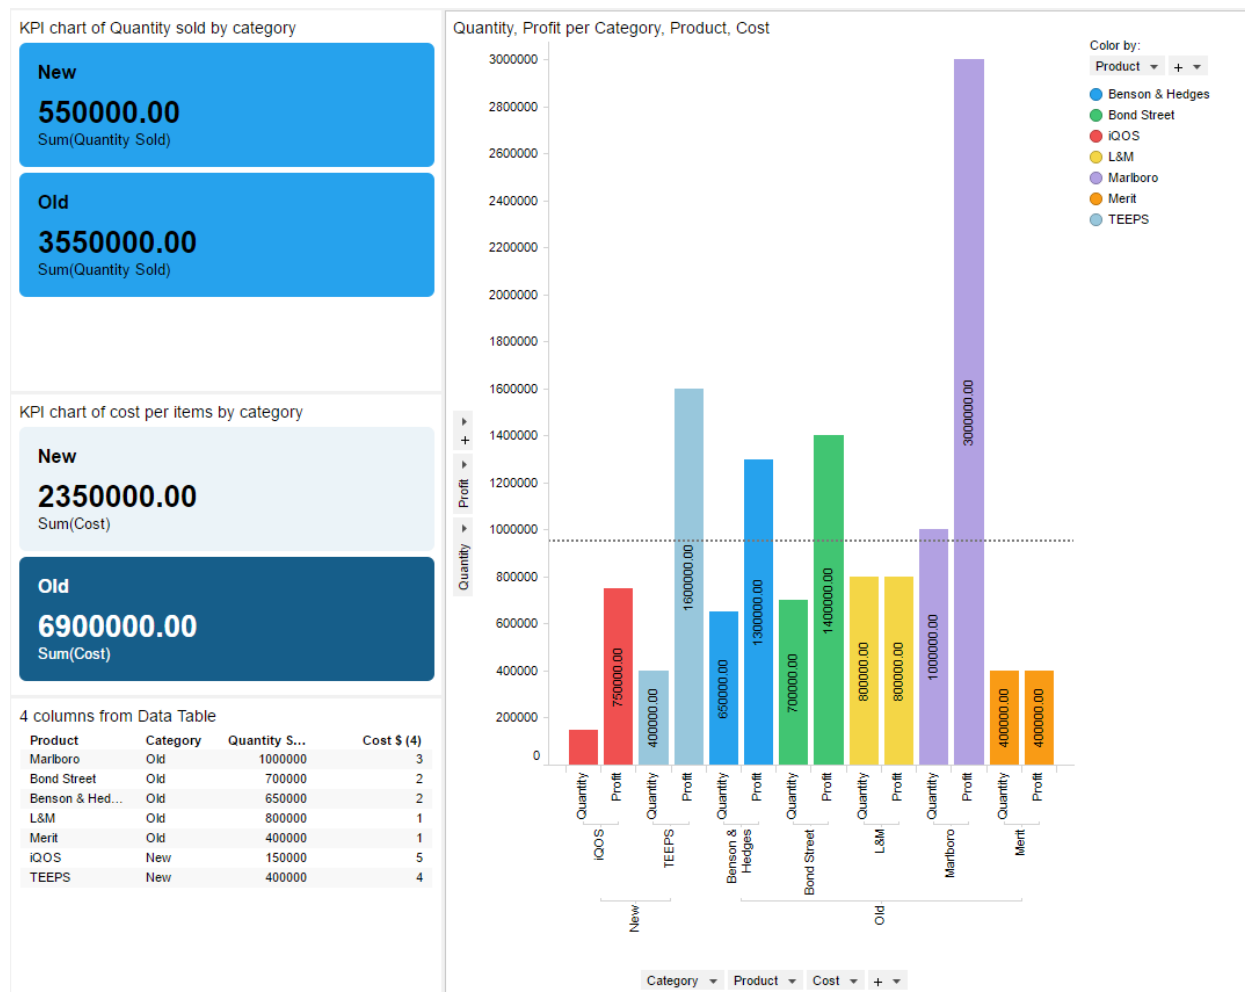 KPI chart of Quantity sold by category
New
550000.00
Sum(Quantity Sold)
Old
3550000.00
Sum(Quantity Sold)
KPI chart of cost per items by category
New
2350000.00
Sum(Cost)
Old
6900000.00
Sum(Cost)
4 columns from Data Table
Product Category Quantity S... Cost $ (4)
Marlboro Old 1000000 3
Bond Street Old 700000 2
Benson & Hed... Old 650000 2
L&M Old 800000 1
Merit Old 400000 1
iQOS New 150000 5
TEEPS New 400000 4
Quantity, Profit per Category, Product, Cost
3000000
2800000
2600000
2400000
2200000
2000000
1800000
1600000
1400000
1200000
1000000
800000
600000
400000
200000
0
+
Profit
Quantity
750000.00
400000.00
1600000.00
650000.00
1300000.00
700000.00
1400000.00
800000.00
800000.00
1000000.00
3000000.00
400000.00
400000.00
Quantity Profit Quantity Profit Quantity Profit Quantity Profit Quantity Profit Quantity Profit Quantity Profit
iQOS
TEEPS
Benson &
Hedges
Bond Street
L&M
Marlboro
Merit
New
Old
Category Product Cost +
Color by:
Product +
Benson & Hedges
Bond Street
iQOS
L&M
Marlboro
Merit
TEEPS